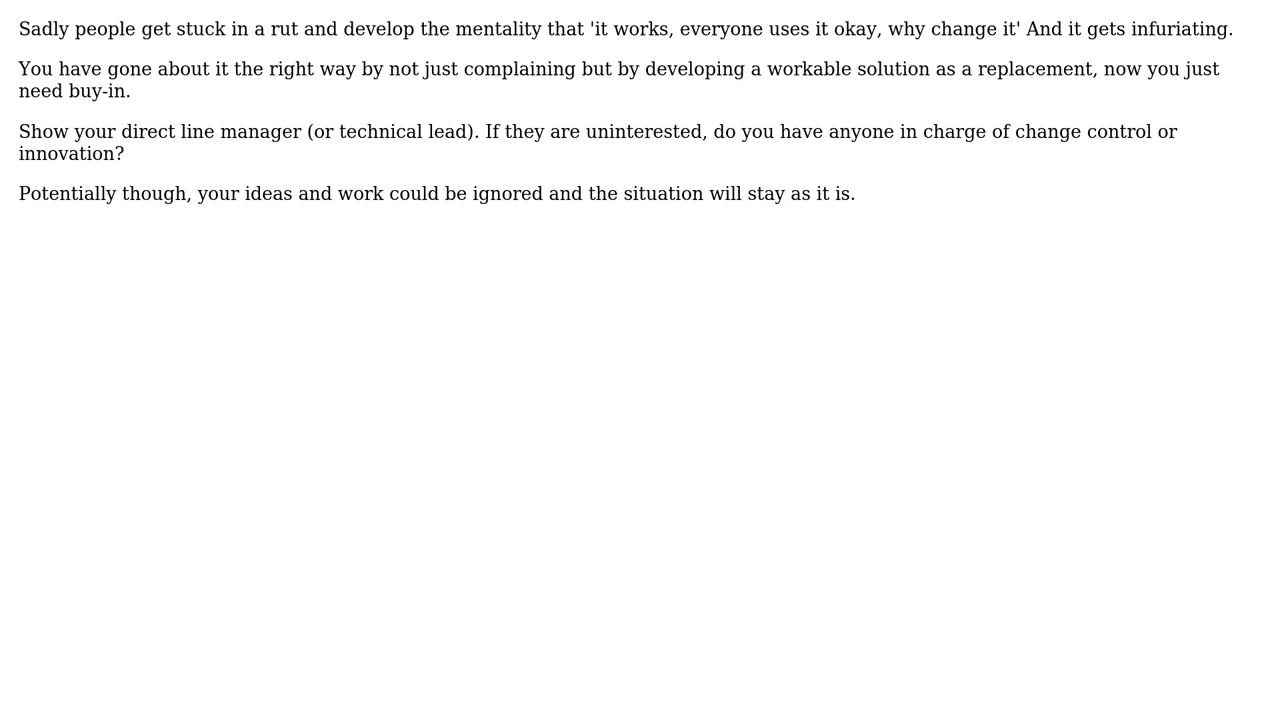 Sadly people get stuck in a rut and develop the mentality that 'it works, everyone uses it okay, why change it' And it gets infuriating.
You have gone about it the right way by not just complaining but by developing a workable solution as a replacement, now you just
need buy-in.
Show your direct line manager (or technical lead). If they are uninterested, do you have anyone in charge of change control or
innovation?
Potentially though, your ideas and work could be ignored and the situation will stay as it is.